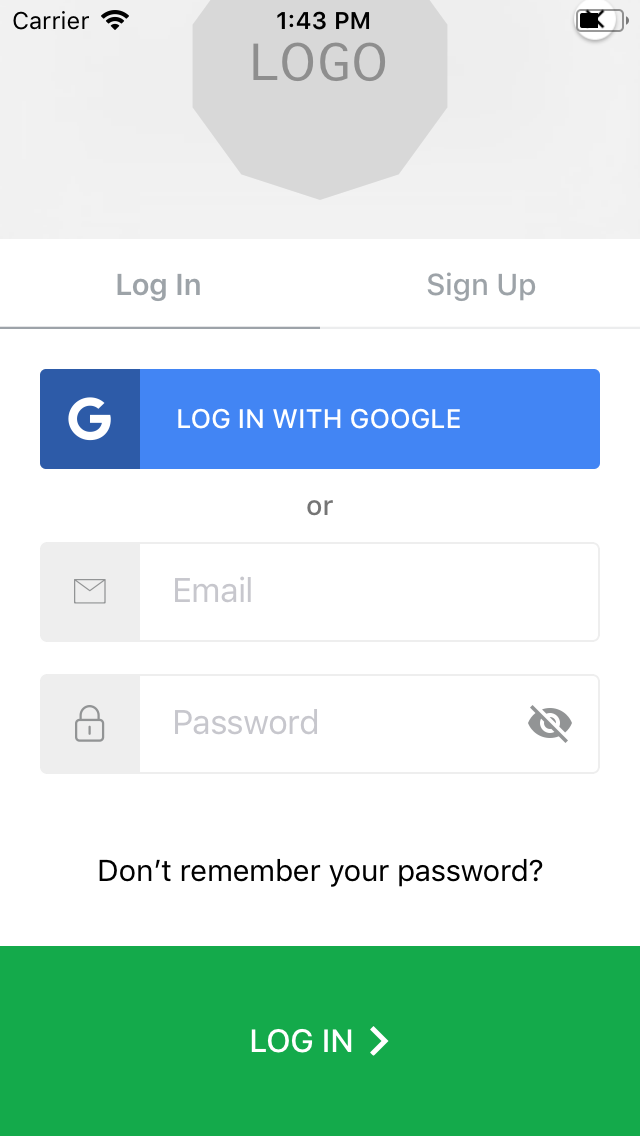 Carrier 1:43 PM
LOGO
Log In Sign Up
LOG IN WITH GOOGLE
or
Email
Password
Don’t remember your password?
LOG IN